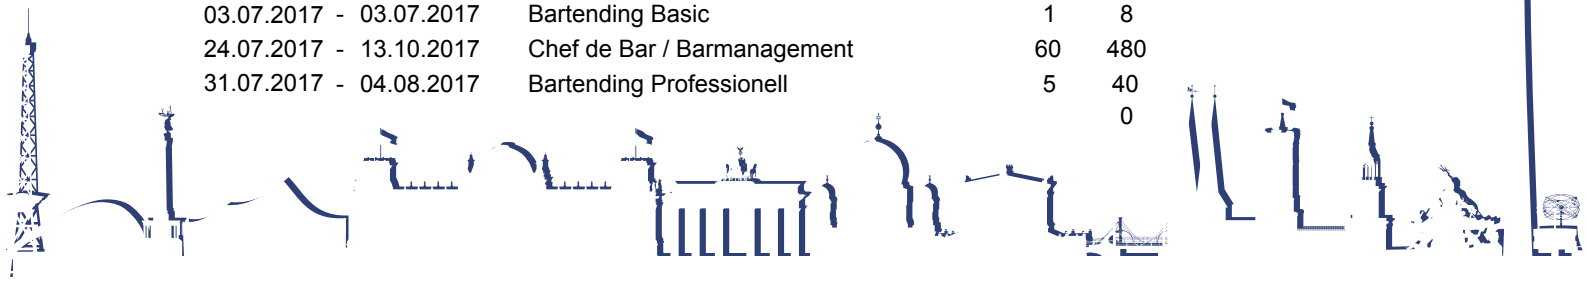 03.07.2017 - 03.07.2017 Bartending Basic 1 8
24.07.2017 - 13.10.2017 Chef de Bar / Barmanagement 60 480
31.07.2017 - 04.08.2017 Bartending Professionell 5 40
0